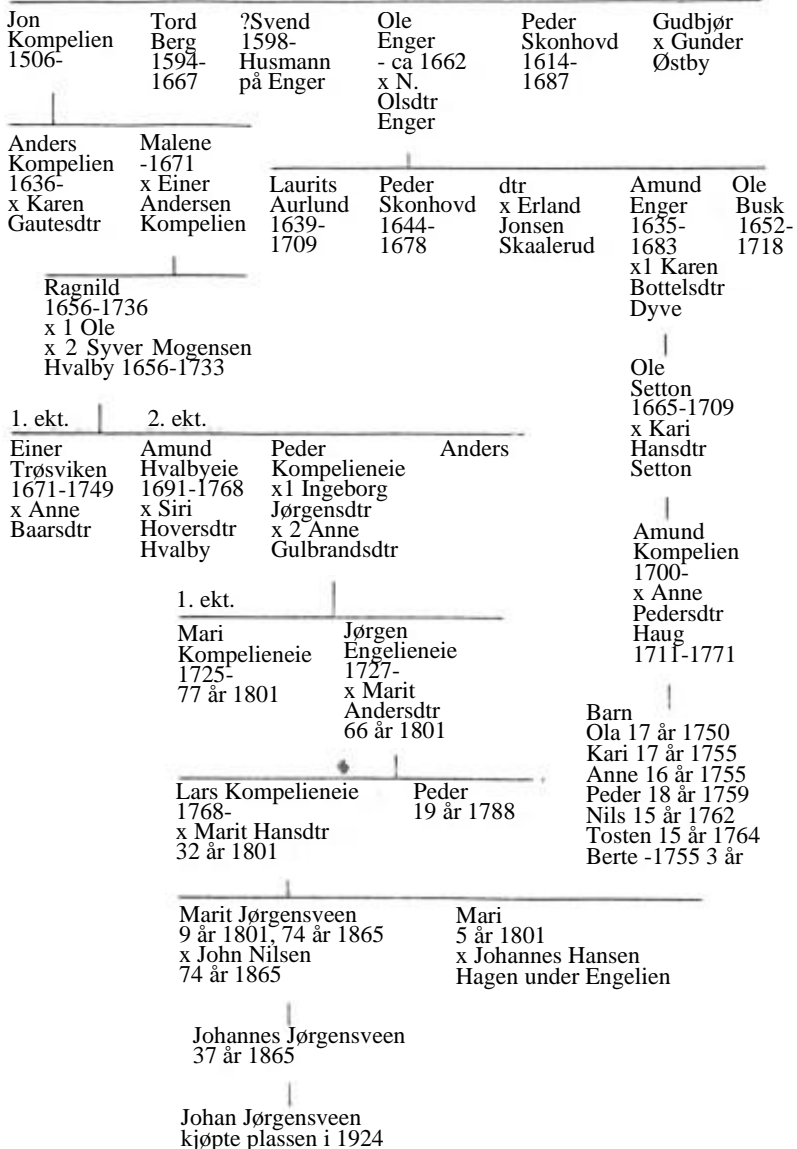 Jon
Kompelien
1506-
Tord
Berg
1594-
1667
?Svend
1598-
Husmann
på Enger
Ole
Enger
- ca 1662
x N.
Olsdtr
Enger
Peder
Skonhovd
1614-
1687
Gudbjør
x Gunder
Østby
Anders
Kompelien
1636-
x Karen
Gautesdtr
Malene
-1671
x Einer
Andersen
Kompelien
Laurits
Aurlund
1639-
1709
Peder
Skonhovd
1644-
1678
dtr
x Erland
Jonsen
Skaalerud
Amund
Enger
1635-
1683
x1 Karen
Bottelsdtr
Dyve
Ole
Busk
1652-
1718
Ragnild
1656-1736
x 1 Ole
x 2 Syver Mogensen
Hvalby 1656-1733
Ole
Setton
1665-1709
x Kari
Hansdtr
Setton
1. ekt.
2. ekt.
Einer
Trøsviken
1671-1749
x Anne
Baarsdtr
Amund
Hvalbyeie
1691-1768
x Siri
Hoversdtr
Hvalby
Peder
Kompelieneie
x1 Ingeborg
Jørgensdtr
x 2 Anne
Gulbrandsdtr
Anders
Amund
Kompelien
1700-
x Anne
Pedersdtr
Haug
1711-1771
1. ekt.
Mari
Kompelieneie
1725-
77 år 1801
Jørgen
Engelieneie
1727-
x Marit
Andersdtr
66 år 1801
Barn
Ola 17 år 1750
Kari 17 år 1755
Anne 16 år 1755
Peder 18 år 1759
Nils 15 år 1762
Tosten 15 år 1764
Berte -1755 3 år
Lars Kompelieneie
1768-
x Marit Hansdtr
32 år 1801
Peder
19 år 1788
Marit Jørgensveen
9 år 1801, 74 år 1865
x John Nilsen
74 år 1865
Mari
5 år 1801
x Johannes Hansen
Hagen under Engelien
Johannes Jørgensveen
37 år 1865
Johan Jørgensveen
kjøpte plassen i 1924